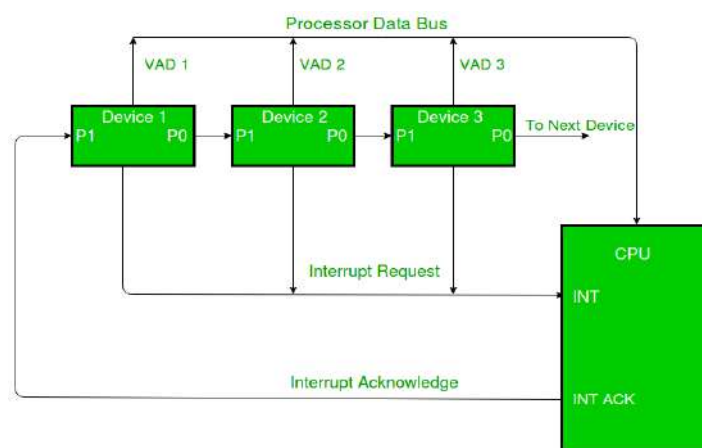 Processor Data Bus
VAD 1
VAD 2
VAD 3
Device 1
P1
P0
Device 2
P1
P0
Device 3
P1
P0
To Next Device
CPU
Interrupt Request
INT
Interrupt Acknowledge
INT ACK